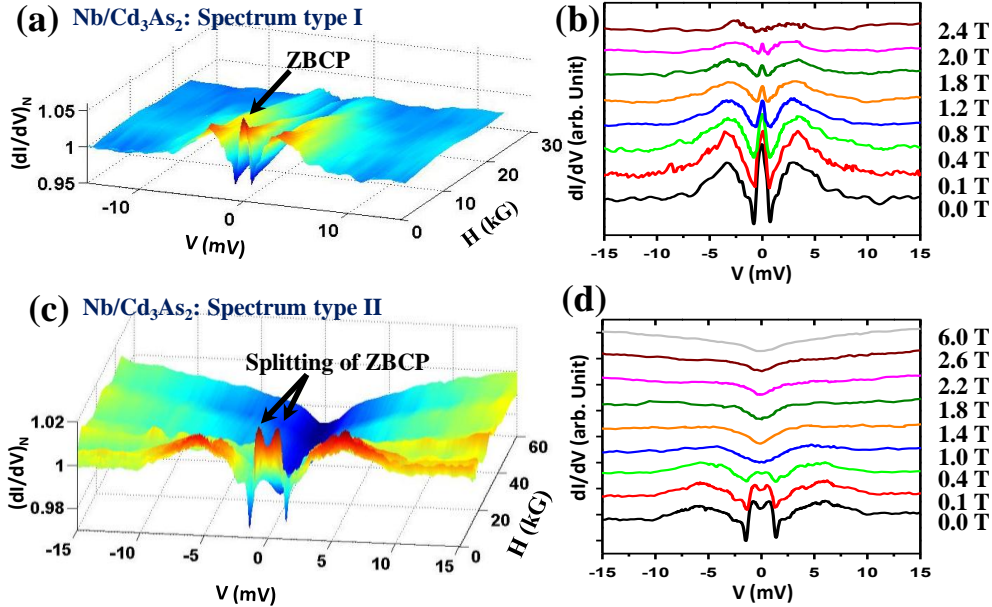 (a) Nb/Cd₃As₂: Spectrum type I
ZBCP
(dI/dV)N
1.05
1
0.95
-10
0
10
0
10
20
30
V (mV)
H (kG)
(b)
dI/dV (arb. Unit)
2.4 T
2.0 T
1.8 T
1.2 T
0.8 T
0.4 T
0.1 T
0.0 T
-15 -10 -5 0 5 10 15
V (mV)
(c) Nb/Cd₃As₂: Spectrum type II
Splitting of ZBCP
(dI/dV)N
1.02
1
0.98
-15
-10
-5
0
5
10
15
0
20
40
60
V (mV)
H (kG)
(d)
dI/dV (arb. Unit)
6.0 T
2.6 T
2.2 T
1.8 T
1.4 T
1.0 T
0.4 T
0.1 T
0.0 T
-15 -10 -5 0 5 10 15
V (mV)